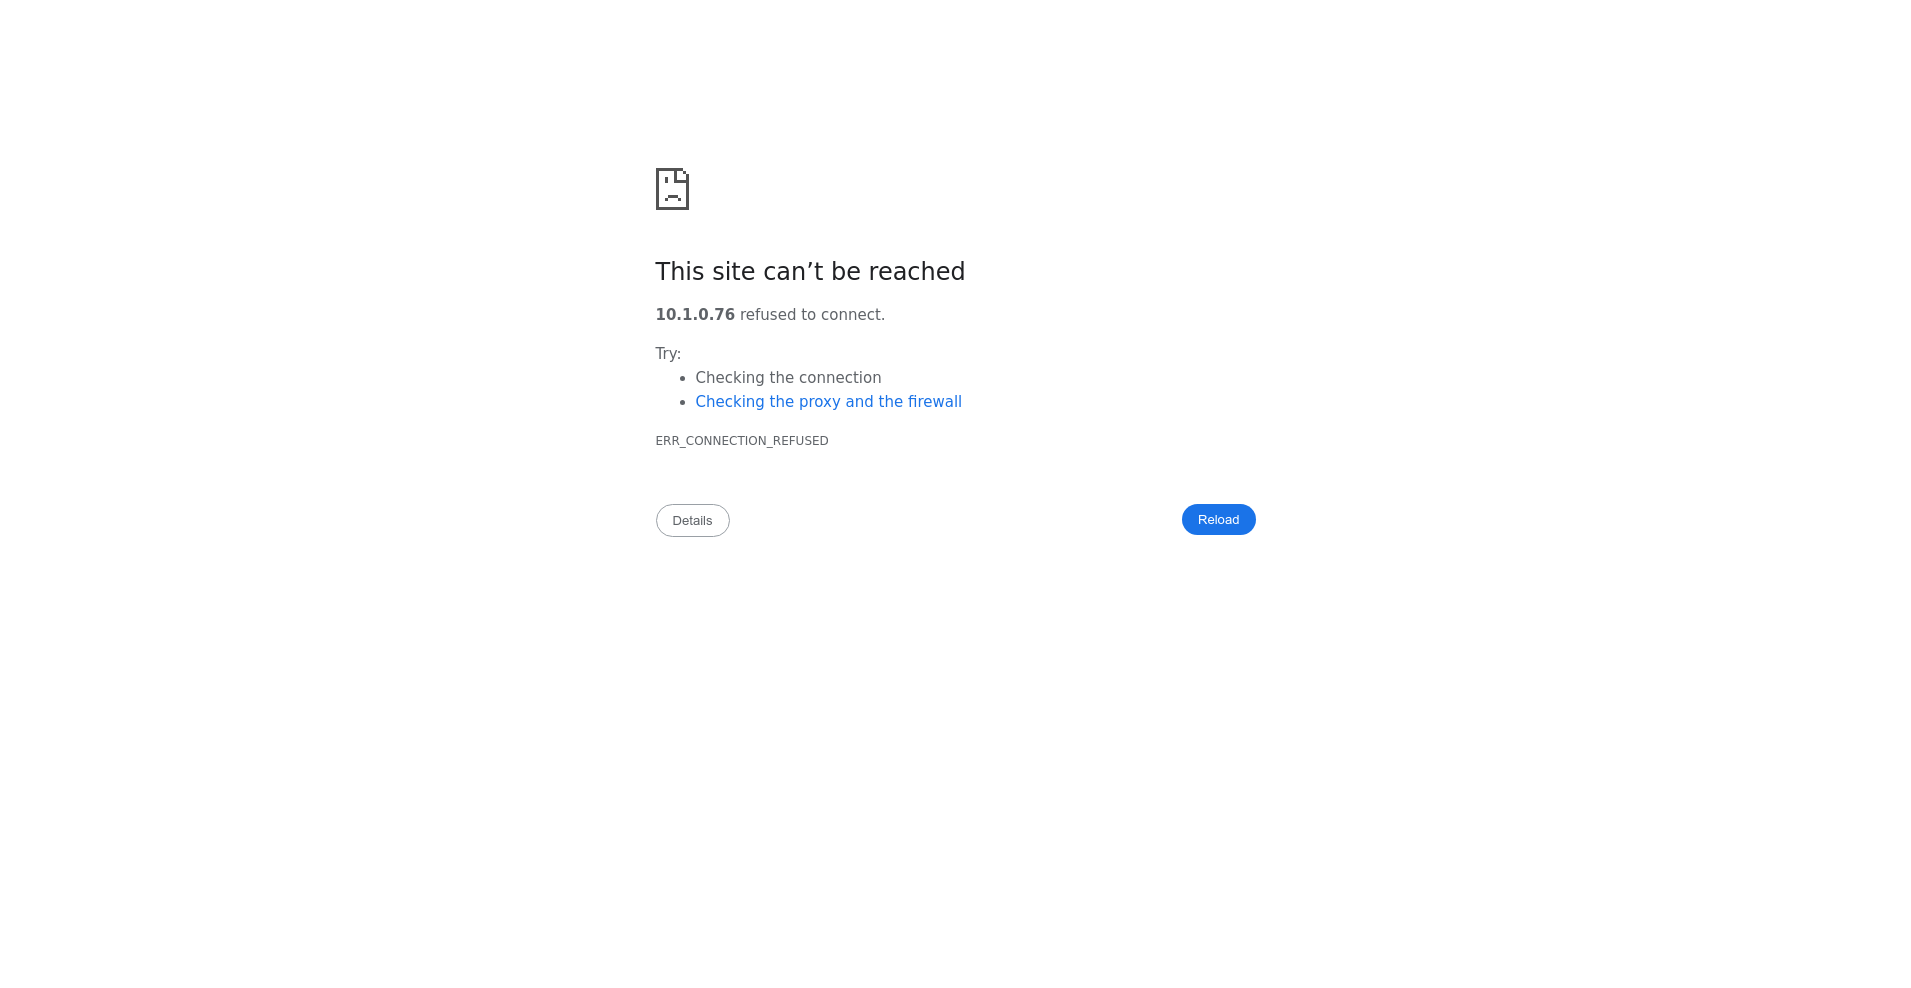 This site can’t be reached
10.1.0.76 refused to connect.
Try:
Checking the connection
Checking the proxy and the firewall
ERR_CONNECTION_REFUSED
Details
Reload